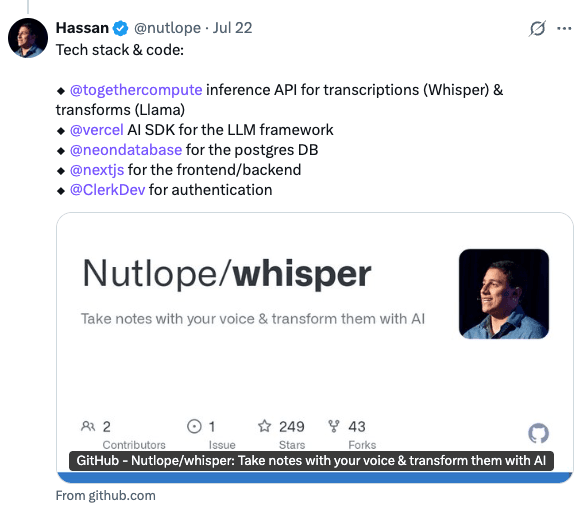 Hassan @nutlope · Jul 22
Tech stack & code:
◆ @togethercompute inference API for transcriptions (Whisper) &
transforms (Llama)
◆ @vercel AI SDK for the LLM framework
◆ @neondatabase for the postgres DB
◆ @nextjs for the frontend/backend
◆ @ClerkDev for authentication
Nutlope/whisper
Take notes with your voice & transform them with AI
2 1 249 43
Contributors Issue Stars Forks
GitHub - Nutlope/whisper: Take notes with your voice & transform them with AI
From github.com